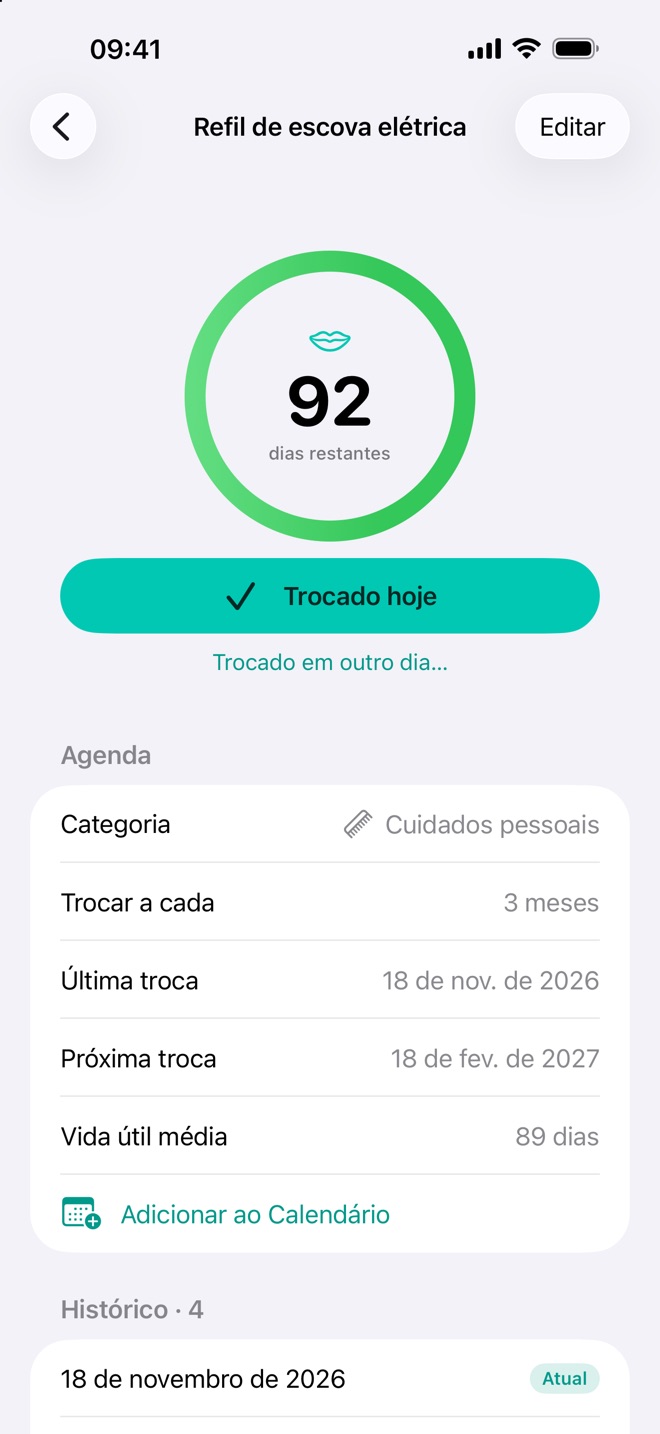 09:41
Refil de escova elétrica
Editar
92
dias restantes
Trocado hoje
Trocado em outro dia...
Agenda
Categoria
Cuidados pessoais
Trocar a cada
3 meses
Última troca
18 de nov. de 2026
Próxima troca
18 de fev. de 2027
Vida útil média
89 dias
Adicionar ao Calendário
Histórico · 4
18 de novembro de 2026
Atual